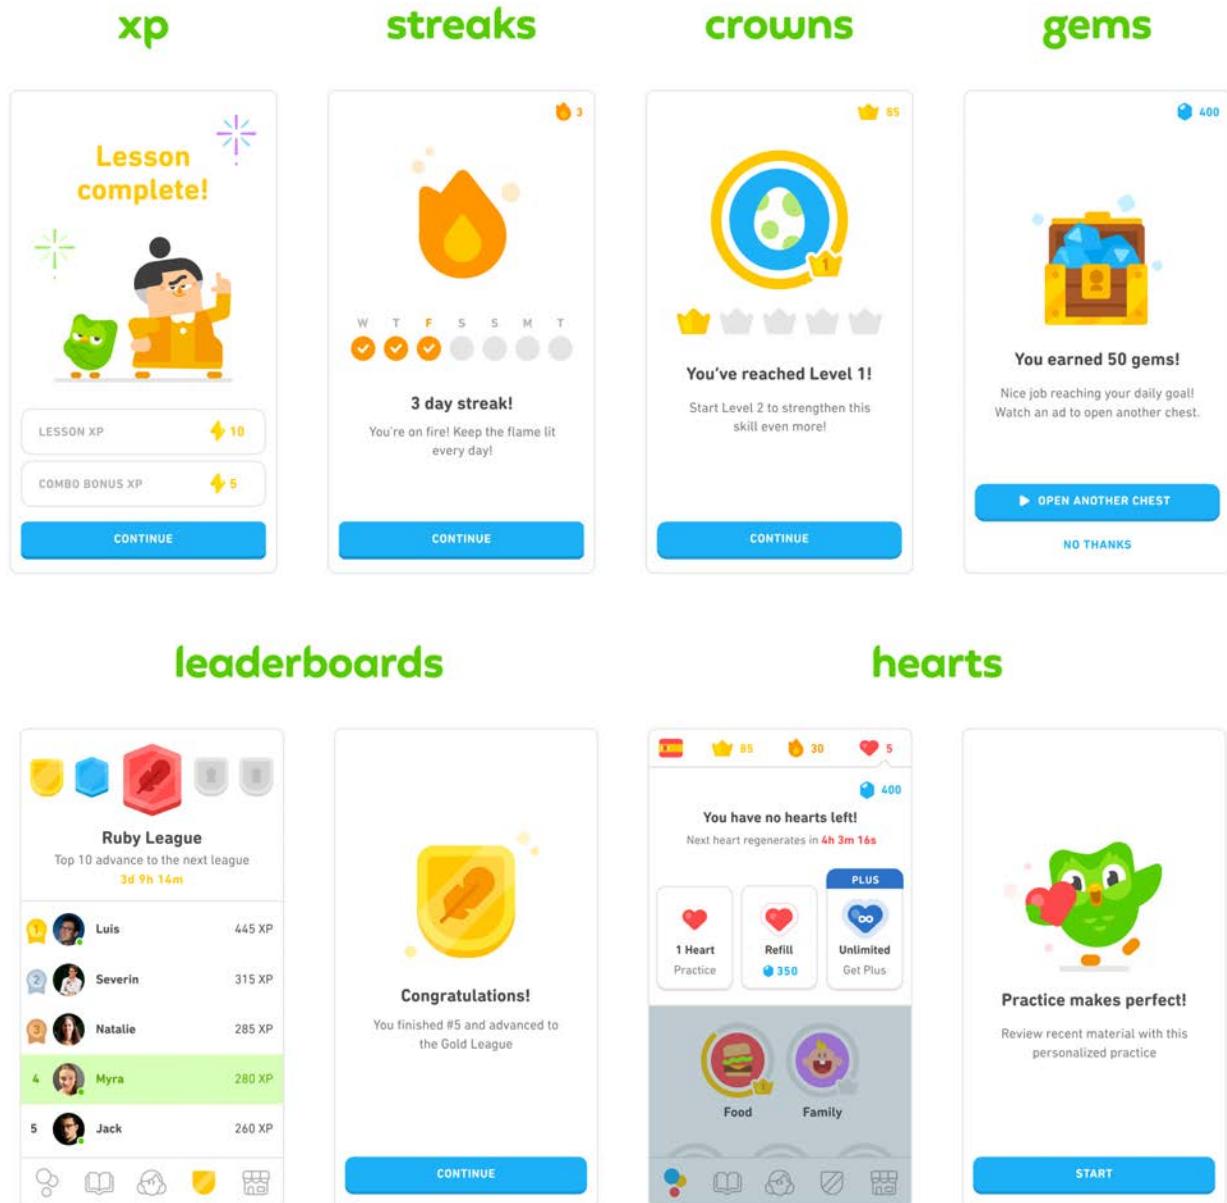 xp
streaks
crowns
gems
Lesson
complete!
LESSON XP
10
COMBO BONUS XP
5
CONTINUE
3
W T F S S M T
3 day streak!
You're on fire! Keep the flame lit
every day!
CONTINUE
85
1
You've reached Level 1!
Start Level 2 to strengthen this
skill even more!
CONTINUE
400
You earned 50 gems!
Nice job reaching your daily goal!
Watch an ad to open another chest.
OPEN ANOTHER CHEST
NO THANKS
leaderboards
hearts
Ruby League
Top 10 advance to the next league
3d 9h 14m
1 Luis 445 XP
2 Severin 315 XP
3 Natalie 285 XP
4 Myra 280 XP
5 Jack 260 XP
Congratulations!
You finished #5 and advanced to
the Gold League
CONTINUE
85 30 5
400
You have no hearts left!
Next heart regenerates in 4h 3m 16s
PLUS
1 Heart
Practice
Refill
350
Unlimited
Get Plus
1
Food
Family
Practice makes perfect!
Review recent material with this
personalized practice
START